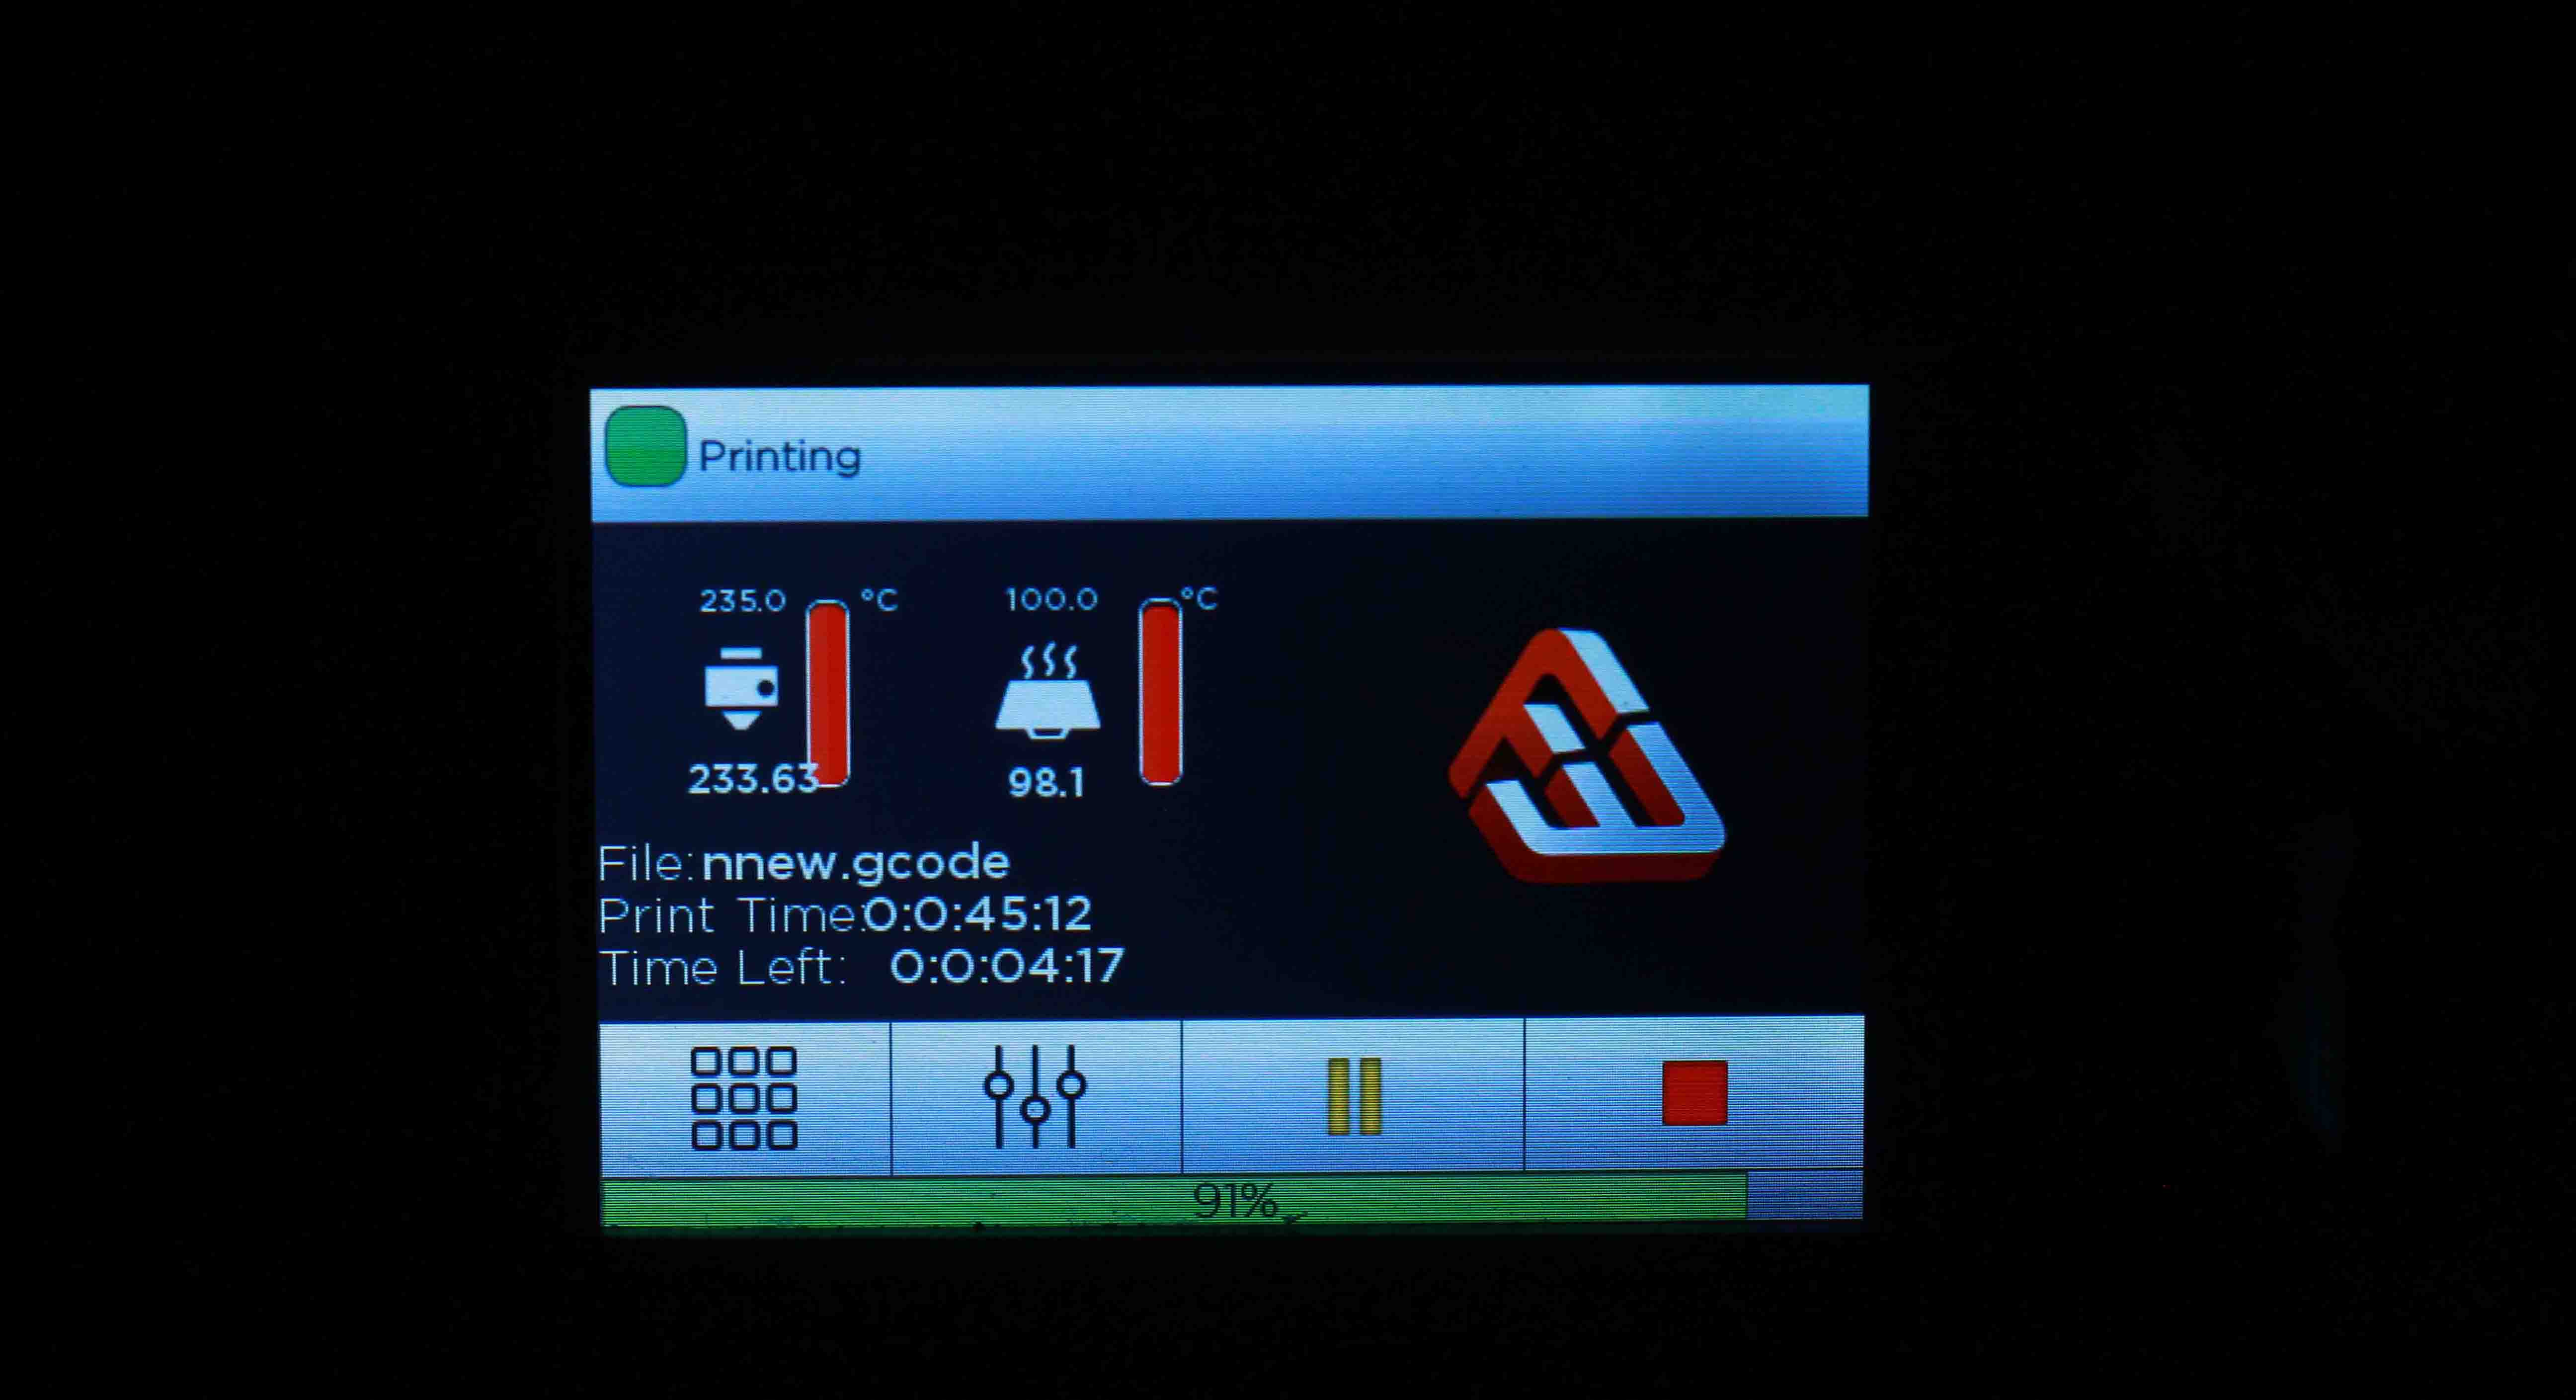 Printing
235.0 °C 100.0 °C
233.63 98.1
File: nnew.gcode
Print Time:0:0:45:12
Time Left: 0:0:04:17
91%